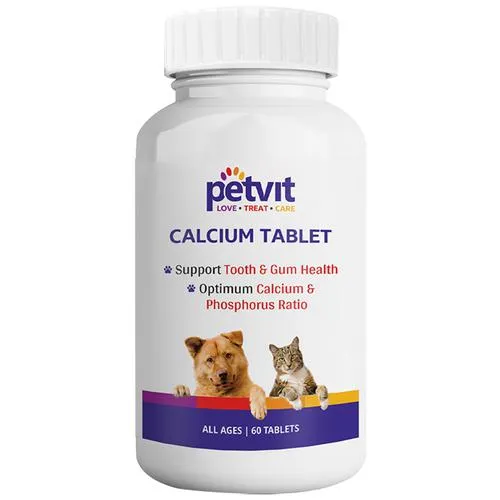 petvit
LOVE • TREAT • CARE
CALCIUM TABLET
Support Tooth & Gum Health
Optimum Calcium &
Phosphorus Ratio
ALL AGES | 60 TABLETS